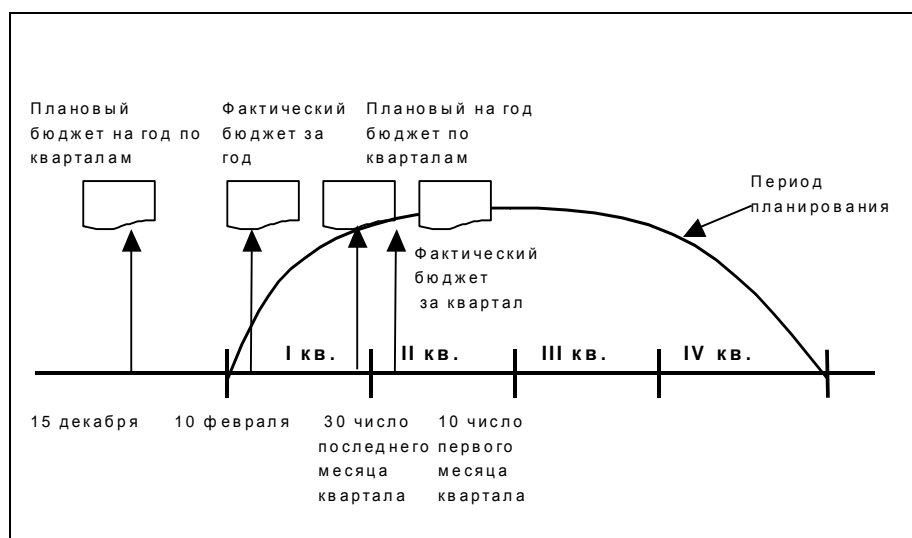 Плановый
бюджет на год по
кварталам
Фактический
бюджет за
год
Плановый на год
бюджет по
кварталам
Период
планирования
Фактический
бюджет
за квартал
I кв.
II кв.
III кв.
IV кв.
15 декабря
10 февраля
30 число
последнего
месяца
квартала
10 число
первого
месяца
квартала